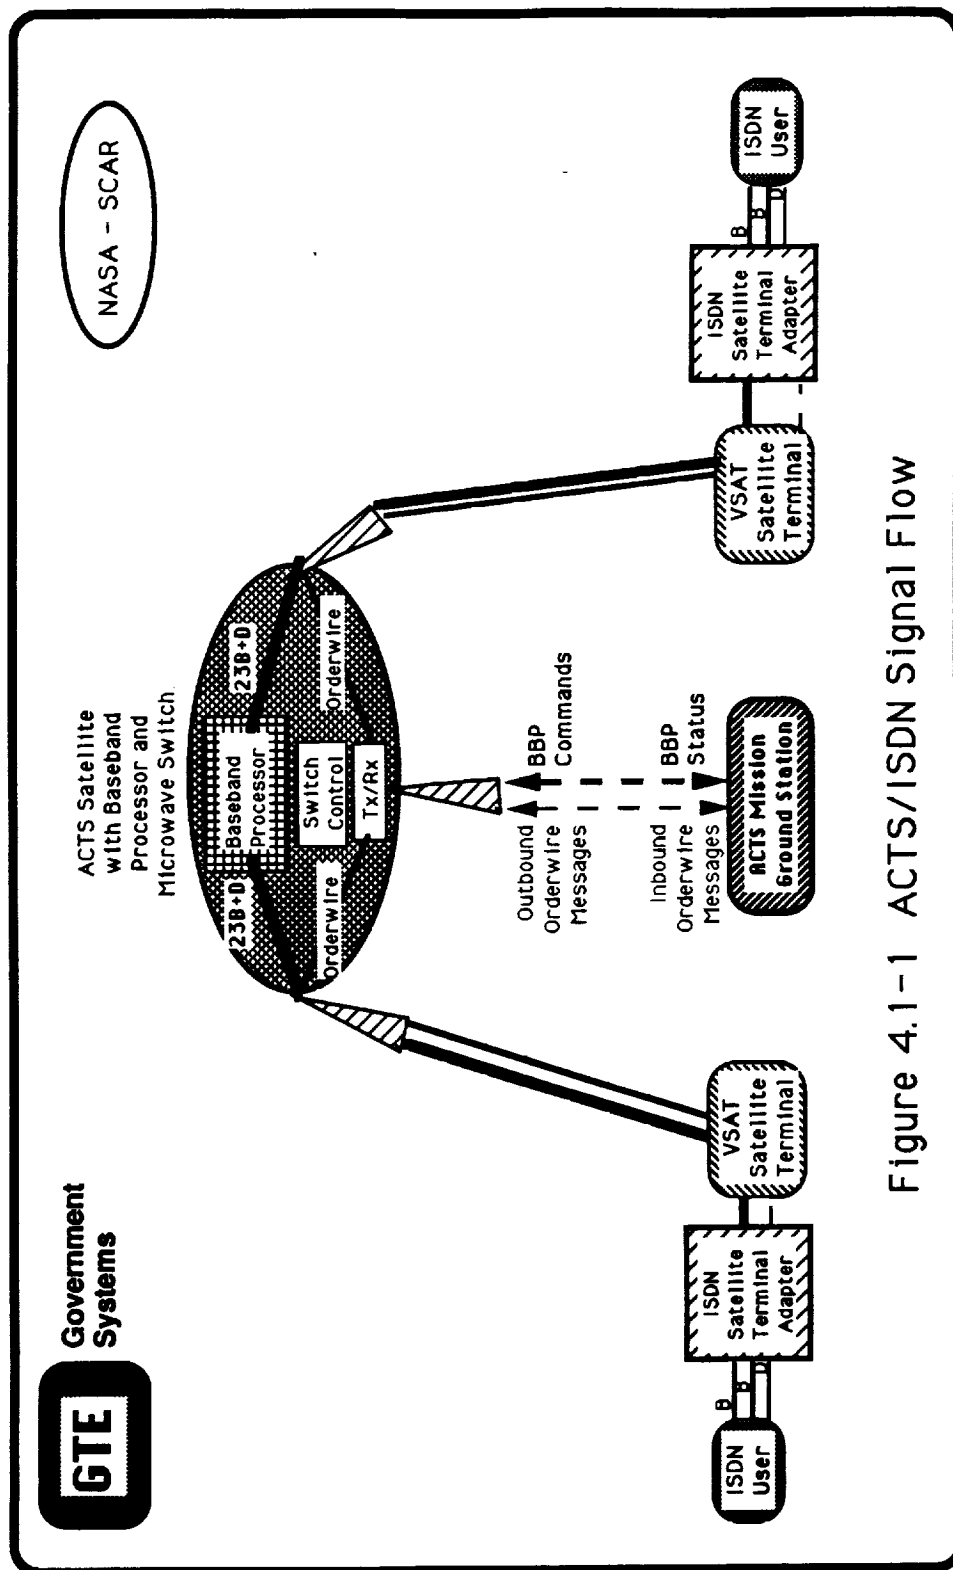 GTE
Government
Systems
NASA - SCAR
ACTS Satellite
with Baseband
Processor and
Microwave Switch
Baseband
Processor
23B+D
23B+D
Switch
Control
Orderwire
Tx/Rx
Orderwire
Outbound
Orderwire
Messages
BBP
Commands
Inbound
Orderwire
Messages
BBP
Status
ACTS Mission
Ground Station
ISDN
User
B
B
D
ISDN
Satellite
Terminal
Adapter
VSAT
Satellite
Terminal
VSAT
Satellite
Terminal
ISDN
Satellite
Terminal
Adapter
B
B
D
ISDN
User
Figure 4.1-1 ACTS/ISDN Signal Flow